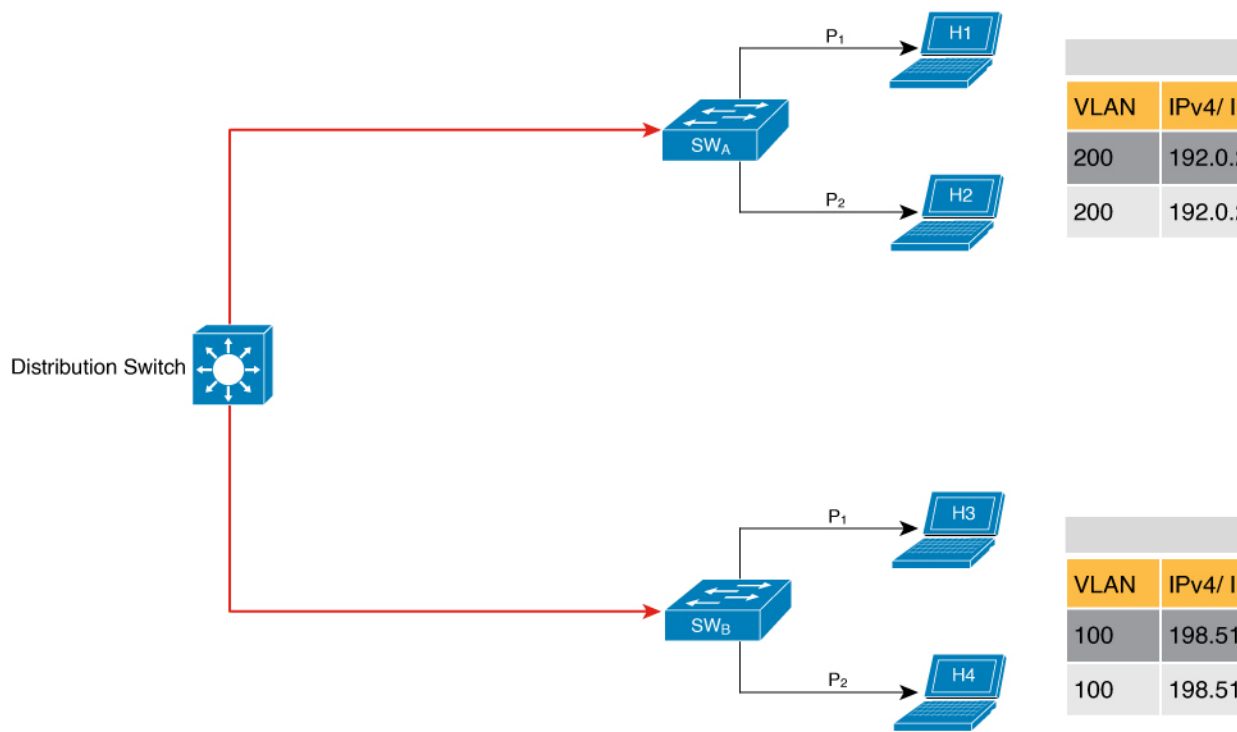 P₁
H1
SWA
P₂
H2
VLAN IPv4/ I
200 192.0.
200 192.0.
Distribution Switch
P₁
H3
SWB
P₂
H4
VLAN IPv4/ I
100 198.51
100 198.51